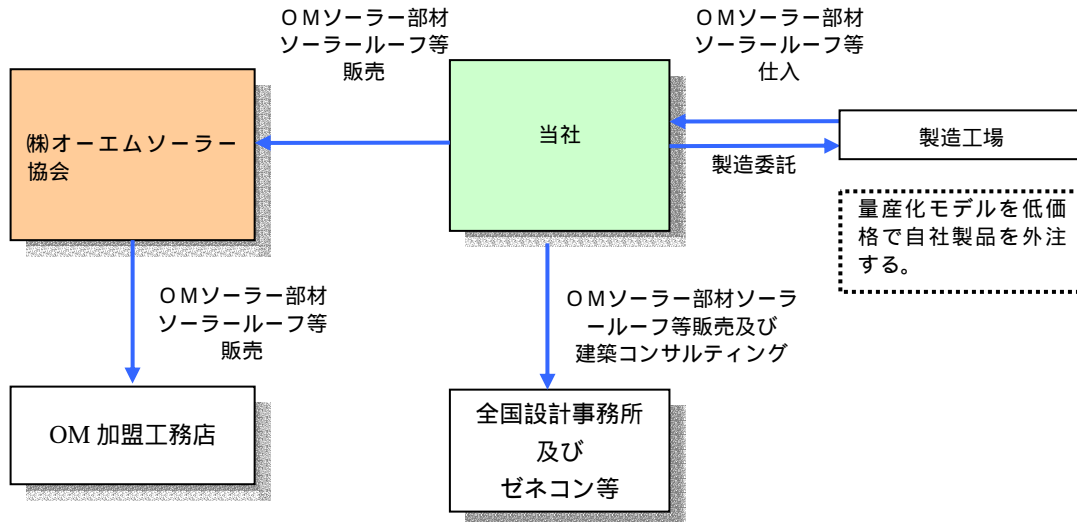 OMソーラー部材
ソーラールーフ等
販売
OMソーラー部材
ソーラールーフ等
仕入
㈱オーエムソーラー
協会
当社
製造工場
製造委託
量産化モデルを低価
格で自社製品を外注
する。
OMソーラー部材
ソーラールーフ等
販売
OMソーラー部材ソーラ
ールーフ等販売及び
建築コンサルティング
OM 加盟工務店
全国設計事務所
及び
ゼネコン等